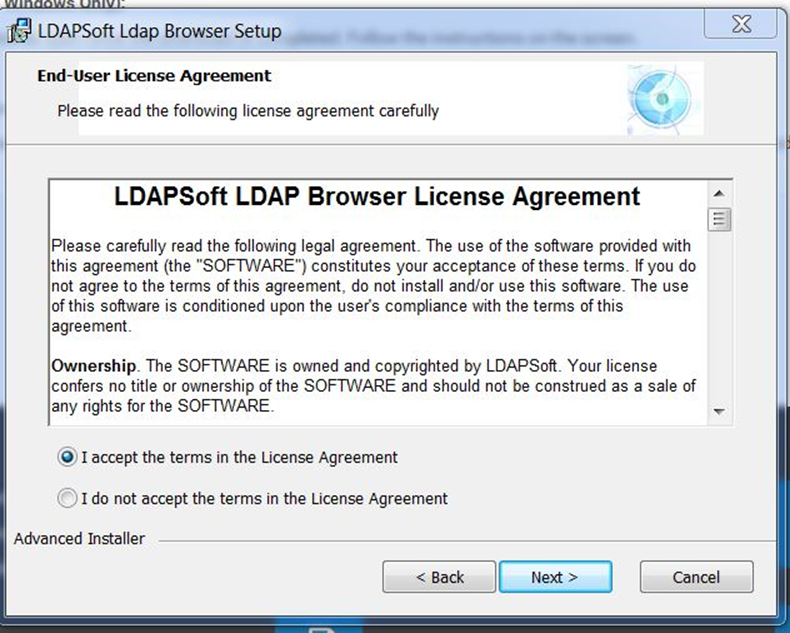 Windows Only):
LDAPSoft Ldap Browser Setup
End-User License Agreement
Please read the following license agreement carefully
LDAPSoft LDAP Browser License Agreement
Please carefully read the following legal agreement. The use of the software provided with
this agreement (the "SOFTWARE") constitutes your acceptance of these terms. If you do
not agree to the terms of this agreement, do not install and/or use this software. The use
of this software is conditioned upon the user's compliance with the terms of this
agreement.
Ownership. The SOFTWARE is owned and copyrighted by LDAPSoft. Your license
confers no title or ownership of the SOFTWARE and should not be construed as a sale of
any rights for the SOFTWARE.
I accept the terms in the License Agreement
I do not accept the terms in the License Agreement
Advanced Installer
< Back
Next >
Cancel